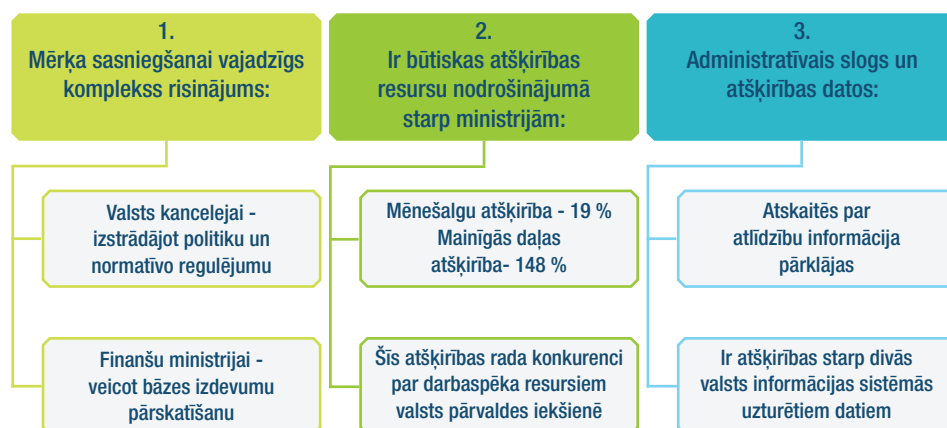 1.
Mērķa sasniegšanai vajadzīgs
komplekss risinājums:
Valsts kancelejai -
izstrādājot politiku un
normatīvo regulējumu
Finanšu ministrijai -
veicot bāzes izdevumu
pārskatīšanu
2.
Ir būtiskas atšķirības
resursu nodrošinājumā
starp ministrijām:
Mēnešalgu atšķirība - 19 %
Mainīgās daļas
atšķirība- 148 %
Šīs atšķirības rada konkurenci
par darbaspēka resursiem
valsts pārvaldes iekšienē
3.
Administratīvais slogs un
atšķirības datos:
Atskaitēs par
atlīdzību informācija
pārklājas
Ir atšķirības starp divās
valsts informācijas sistēmās
uzturētiem datiem